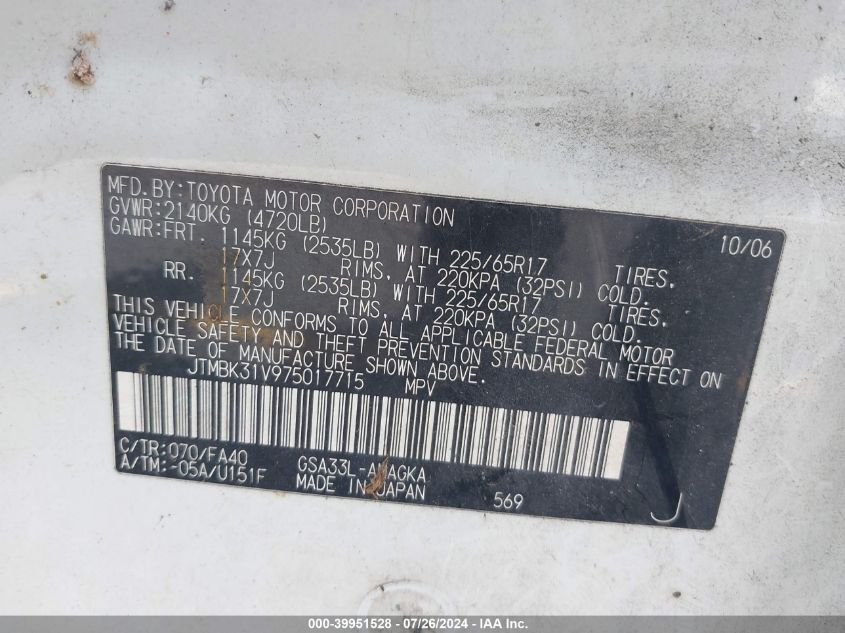 MFD.BY:TOYOTA MOTOR CORPORATION 10/06
GVWR:2140KG (4720LB)
GAWR:FRT. 1145KG (2535LB) WITH 225/65R17 TIRES,
17X7J RIMS, AT 220KPA (32PSI) COLD.
RR. 1145KG (2535LB) WITH 225/65R17 TIRES,
17X7J RIMS, AT 220KPA (32PSI) COLD.
THIS VEHICLE CONFORMS TO ALL APPLICABLE FEDERAL MOTOR
VEHICLE SAFETY AND THEFT PREVENTION STANDARDS IN EFFECT ON
THE DATE OF MANUFACTURE SHOWN ABOVE.
JTMBK31V975017715 MPV
C/TR:070/FA40 GSA33L-
A/TM:-05A/U151F MADE IN JAPAN 569 J
000-39951528 - 07/26/2024 - IAA Inc.